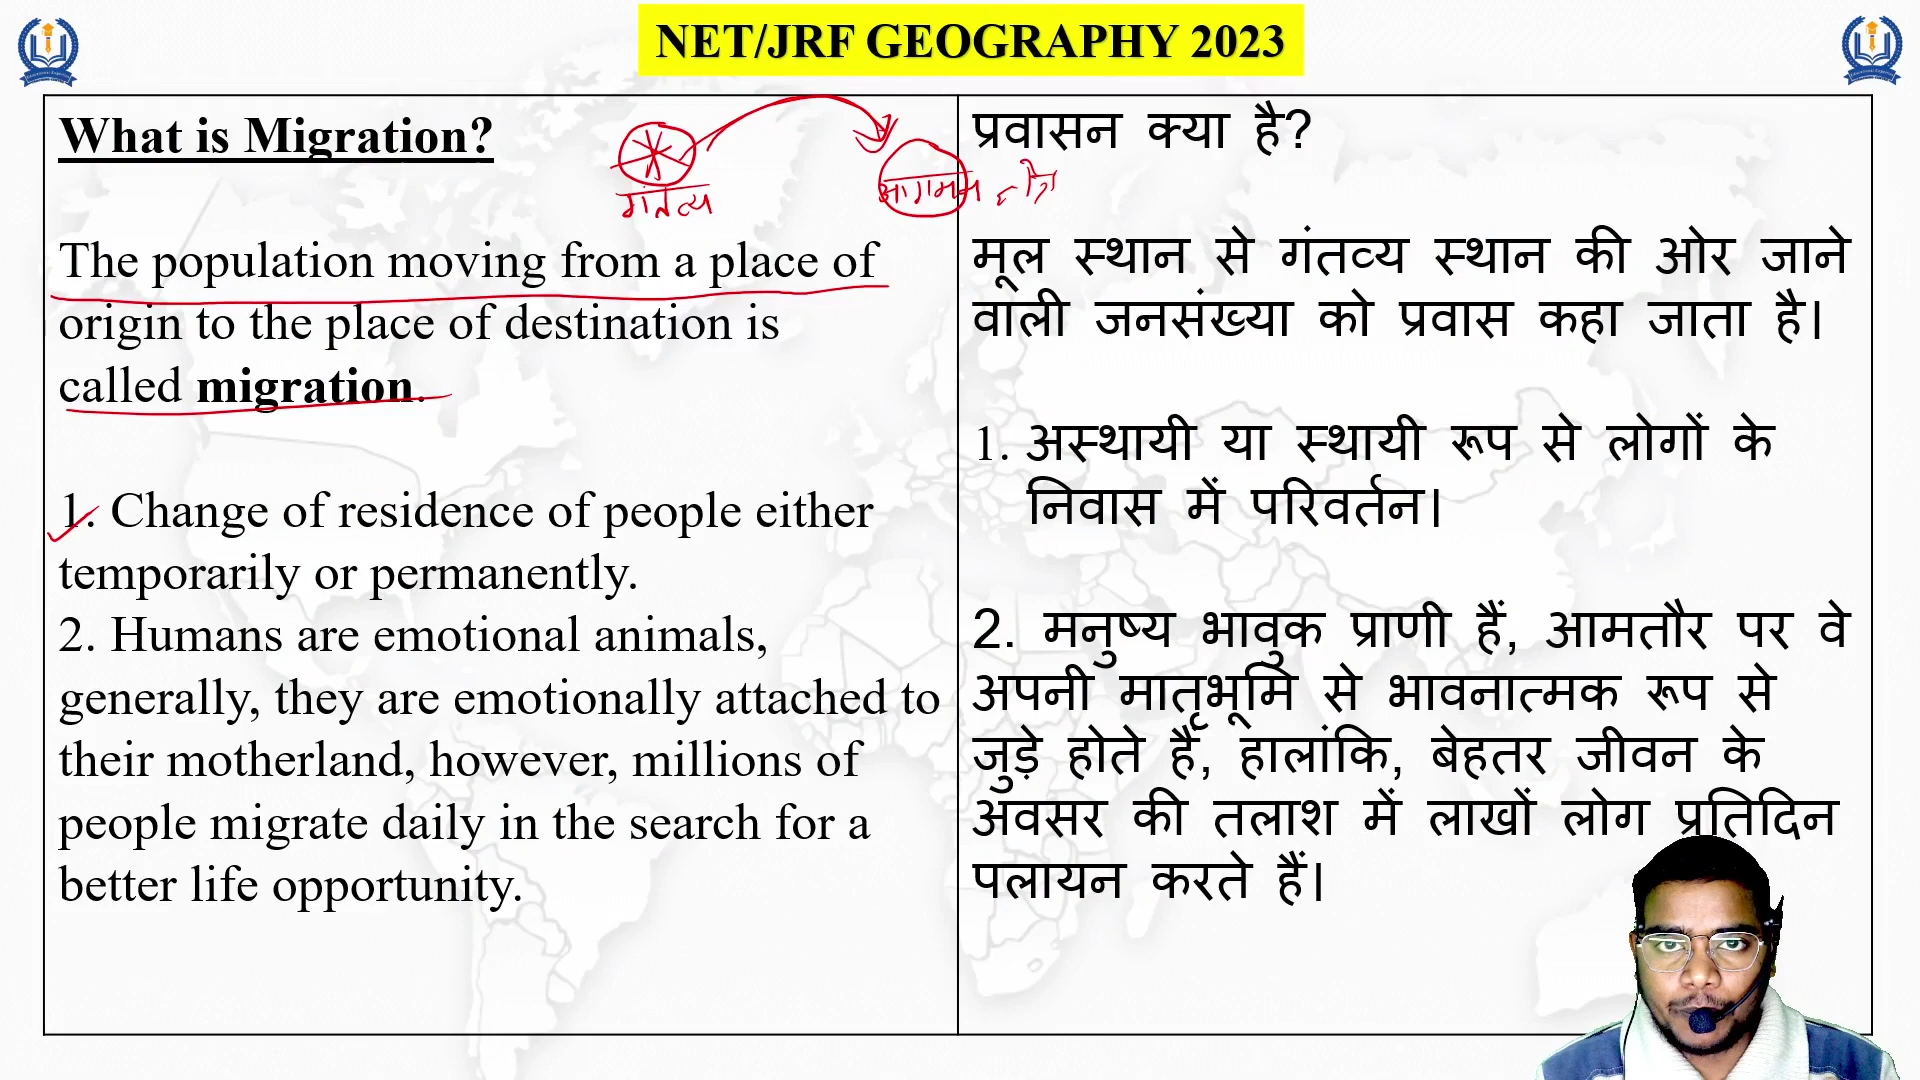 NET/JRF GEOGRAPHY 2023
What is Migration?
गंतव्य
The population moving from a place of
origin to the place of destination is
called migration.
1. Change of residence of people either
temporarily or permanently.
2. Humans are emotional animals,
generally, they are emotionally attached to
their motherland, however, millions of
people migrate daily in the search for a
better life opportunity.
प्रवासन क्या है?
आगमन
मूल स्थान से गंतव्य स्थान की ओर जाने
वाली जनसंख्या को प्रवास कहा जाता है।
1. अस्थायी या स्थायी रूप से लोगों के
निवास में परिवर्तन।
2. मनुष्य भावुक प्राणी हैं, आमतौर पर वे
अपनी मातृभूमि से भावनात्मक रूप से
जुड़े होते हैं, हालांकि, बेहतर जीवन के
अवसर की तलाश में लाखों लोग प्रतिदिन
पलायन करते हैं।